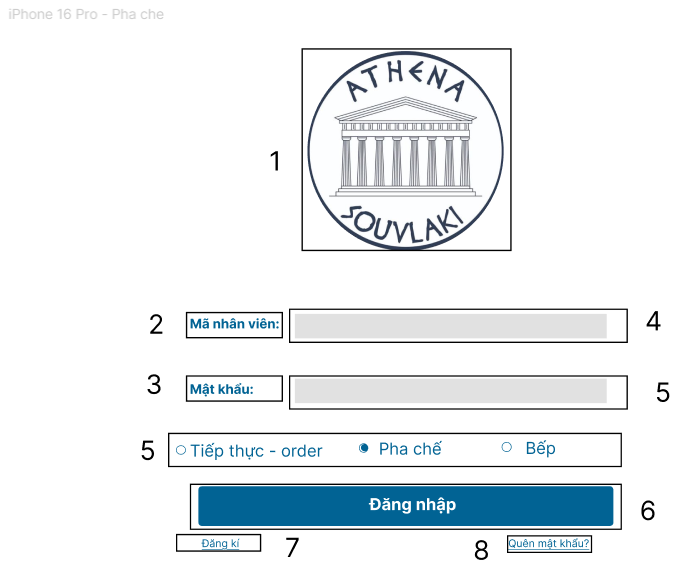 iPhone 16 Pro - Pha che
ATHENA
1
SOUVLAKI
2 Mã nhân viên: 4
3 Mật khẩu: 5
5 Tiếp thực - order Pha chế Bếp
Đăng nhập 6
Đăng kí 7 8 Quên mật khẩu?